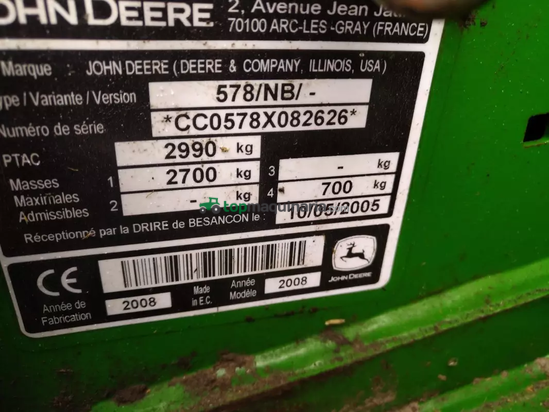 JOHN DEERE
2, Avenue Jean
70100 ARC-LES-GRAY (FRANCE)
Marque JOHN DEERE (DEERE & COMPANY, ILLINOIS, USA)
Type / Variante / Version 578/NB/ -
Numéro de série *CC0578X082626*
PTAC 2990 kg
Masses 1 2700 kg 3 - kg
Maximales 2 - kg 4 700 kg
Admissibles
Réceptionné par la DRIRE de BESANCON le : 10/05/2005
topmaquinaria
CE
JOHN DEERE
Année de Fabrication 2008 Made in E.C. Année Modèle 2008